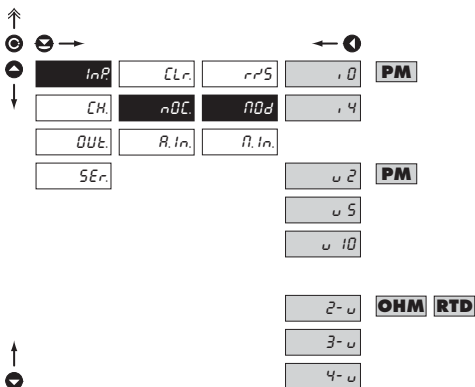 InP. CLr. rr'S i 0 PM
CH. nOC. MOd i 4
OUt. A. In. M. In.
SEr. u 2 PM
u 5
u 10
2- u OHM RTD
3- u
4- u